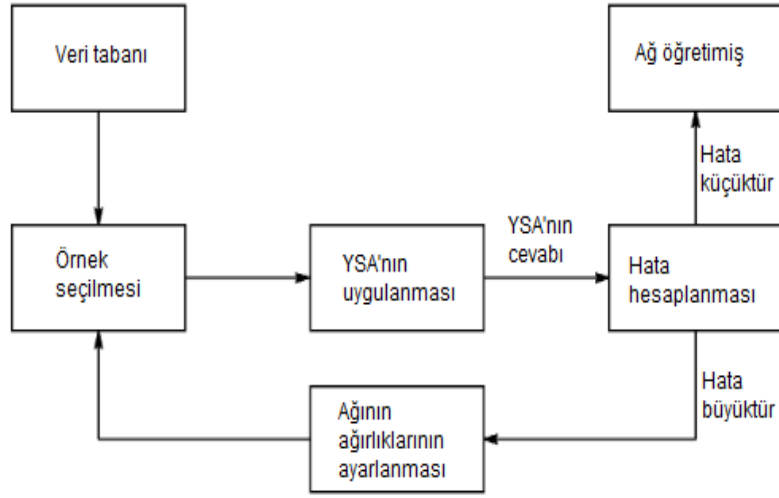 Veri tabanı
Ağ öğretimiş
Hata
küçüktür
Örnek
seçilmesi
YSA'nın
uygulanması
YSA'nın
cevabı
Hata
hesaplanması
Hata
büyüktür
Ağının
ağırlıklarının
ayarlanması